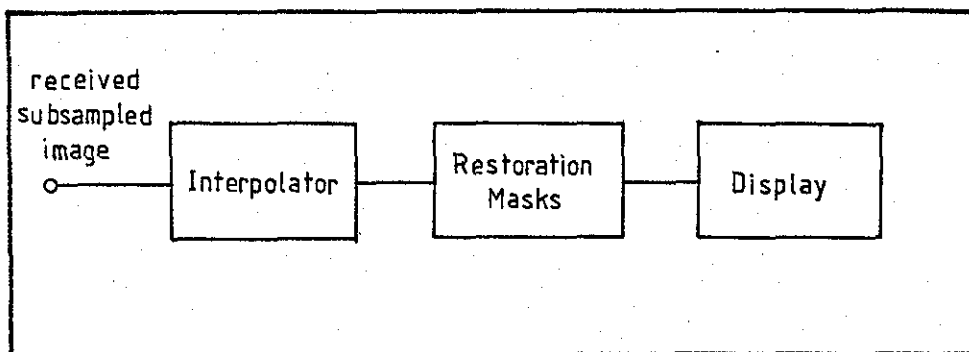 received
subsampled
image
Interpolator
Restoration
Masks
Display